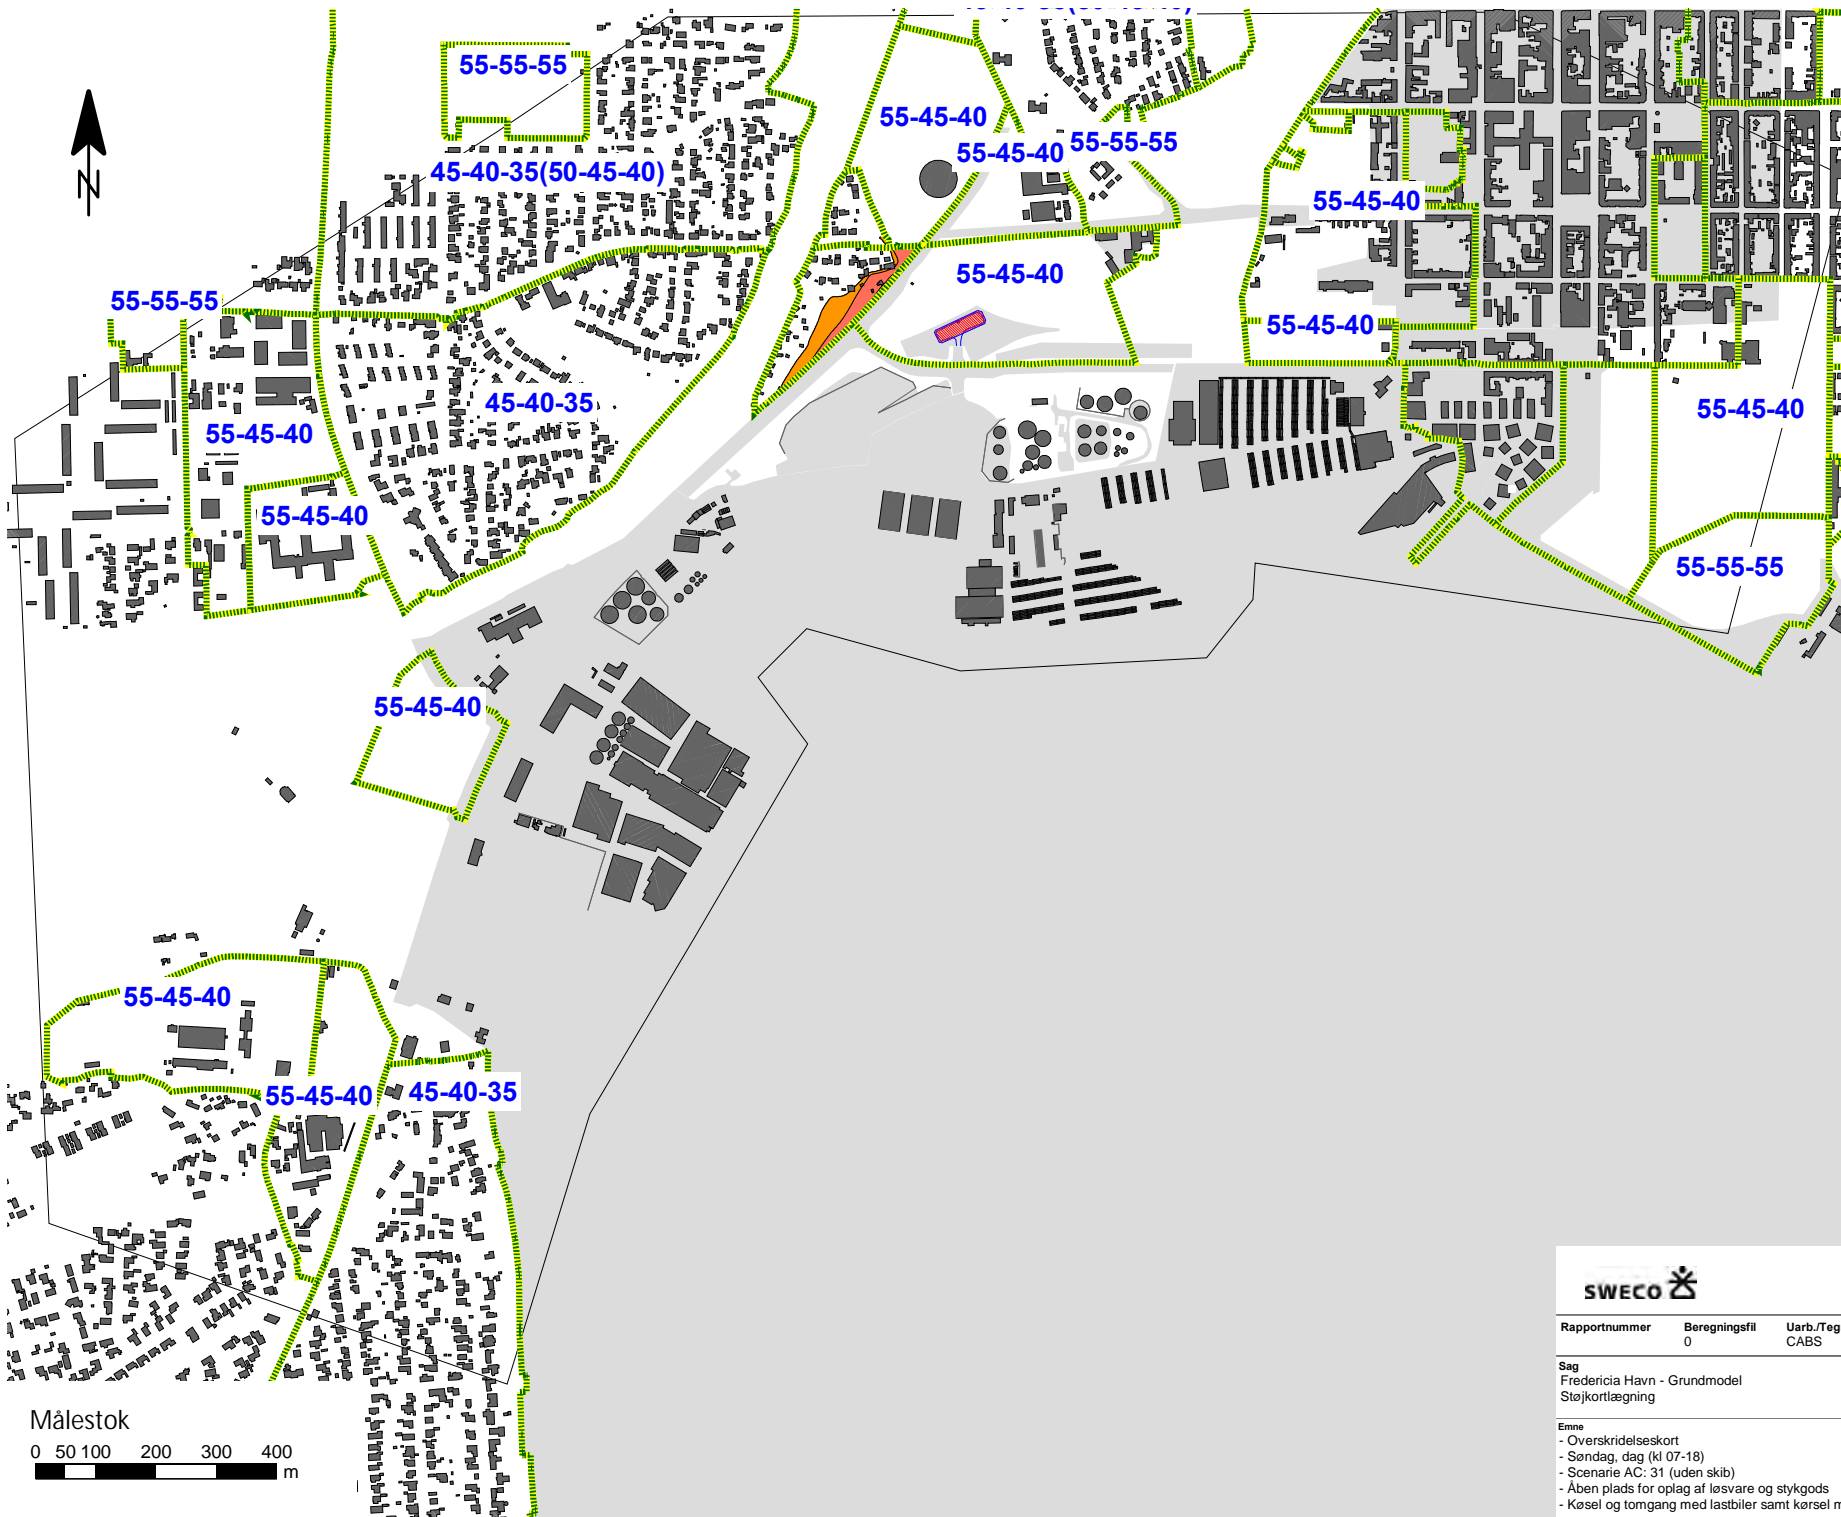 55-55-55
55-45-40
55-45-40
55-55-55
45-40-35(50-45-40)
55-45-40
55-45-40
55-55-55
55-45-40
45-40-35
55-45-40
55-45-40
55-45-40
55-55-55
55-45-40
55-45-40
55-45-40
55-45-40
45-40-35
N
SWECO
Rapportnummer Beregningsfil Uarb./Teg
0 CABS
Sag
Fredericia Havn - Grundmodel
Støjkortlægning
Emne
- Overskridelseskort
- Søndag, dag (kl 07-18)
- Scenarie AC: 31 (uden skib)
- Åben plads for oplag af løsvare og stykgods
- Køsel og tomgang med lastbiler samt kørsel m
Målestok
0 50 100 200 300 400
m